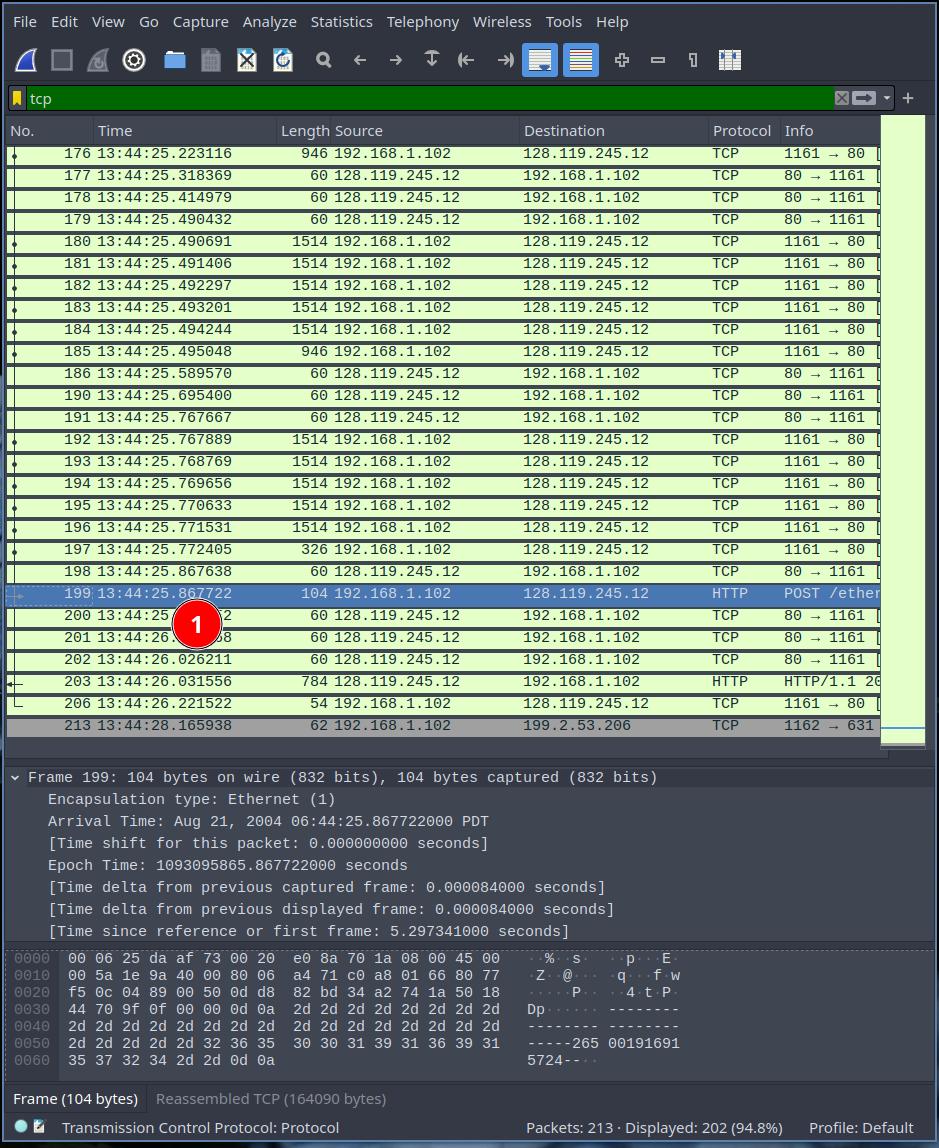 File Edit View Go Capture Analyze Statistics Telephony Wireless Tools Help
tcp
No. Time Length Source Destination Protocol Info
176 13:44:25.223116 946 192.168.1.102 128.119.245.12 TCP 1161 → 80 [
177 13:44:25.318369 60 128.119.245.12 192.168.1.102 TCP 80 → 1161 [
178 13:44:25.414979 60 128.119.245.12 192.168.1.102 TCP 80 → 1161 [
179 13:44:25.490432 60 128.119.245.12 192.168.1.102 TCP 80 → 1161 [
180 13:44:25.490691 1514 192.168.1.102 128.119.245.12 TCP 1161 → 80 [
181 13:44:25.491406 1514 192.168.1.102 128.119.245.12 TCP 1161 → 80 [
182 13:44:25.492297 1514 192.168.1.102 128.119.245.12 TCP 1161 → 80 [
183 13:44:25.493201 1514 192.168.1.102 128.119.245.12 TCP 1161 → 80 [
184 13:44:25.494244 1514 192.168.1.102 128.119.245.12 TCP 1161 → 80 [
185 13:44:25.495048 946 192.168.1.102 128.119.245.12 TCP 1161 → 80 [
186 13:44:25.589570 60 128.119.245.12 192.168.1.102 TCP 80 → 1161 [
190 13:44:25.695400 60 128.119.245.12 192.168.1.102 TCP 80 → 1161 [
191 13:44:25.767667 60 128.119.245.12 192.168.1.102 TCP 80 → 1161 [
192 13:44:25.767889 1514 192.168.1.102 128.119.245.12 TCP 1161 → 80 [
193 13:44:25.768769 1514 192.168.1.102 128.119.245.12 TCP 1161 → 80 [
194 13:44:25.769656 1514 192.168.1.102 128.119.245.12 TCP 1161 → 80 [
195 13:44:25.770633 1514 192.168.1.102 128.119.245.12 TCP 1161 → 80 [
196 13:44:25.771531 1514 192.168.1.102 128.119.245.12 TCP 1161 → 80 [
197 13:44:25.772405 326 192.168.1.102 128.119.245.12 TCP 1161 → 80 [
198 13:44:25.867638 60 128.119.245.12 192.168.1.102 TCP 80 → 1161 [
199 13:44:25.867722 104 192.168.1.102 128.119.245.12 HTTP POST /ether
1
200 60 128.119.245.12 192.168.1.102 TCP 80 → 1161 [
201 60 128.119.245.12 192.168.1.102 TCP 80 → 1161 [
202 13:44:26.026211 60 128.119.245.12 192.168.1.102 TCP 80 → 1161 [
203 13:44:26.031556 784 128.119.245.12 192.168.1.102 HTTP HTTP/1.1 20
206 13:44:26.221522 54 192.168.1.102 128.119.245.12 TCP 1161 → 80 [
213 13:44:28.165938 62 192.168.1.102 199.2.53.206 TCP 1162 → 631
Frame 199: 104 bytes on wire (832 bits), 104 bytes captured (832 bits)
Encapsulation type: Ethernet (1)
Arrival Time: Aug 21, 2004 06:44:25.867722000 PDT
[Time shift for this packet: 0.000000000 seconds]
Epoch Time: 1093095865.867722000 seconds
[Time delta from previous captured frame: 0.000084000 seconds]
[Time delta from previous displayed frame: 0.000084000 seconds]
[Time since reference or first frame: 5.297341000 seconds]
0000 00 06 25 da af 73 00 20 e0 8a 70 1a 08 00 45 00 ··%··s·  ··p···E·
0010 00 5a 1e 9a 40 00 80 06 a4 71 c0 a8 01 66 80 77 ·Z··@··· ·q···f·w
0020 f5 0c 04 89 00 50 0d d8 82 bd 34 a2 74 1a 50 18 ·····P·· ··4·t·P·
0030 44 70 9f 0f 00 00 0d 0a 2d 2d 2d 2d 2d 2d 2d 2d Dp······ --------
0040 2d 2d 2d 2d 2d 2d 2d 2d 2d 2d 2d 2d 2d 2d 2d 2d -------- --------
0050 2d 2d 2d 2d 2d 32 36 35 30 30 31 39 31 36 39 31 -----265 00191691
0060 35 37 32 34 2d 2d 0d 0a 5724--··
Frame (104 bytes) Reassembled TCP (164090 bytes)
Transmission Control Protocol: Protocol Packets: 213 · Displayed: 202 (94.8%) Profile: Default